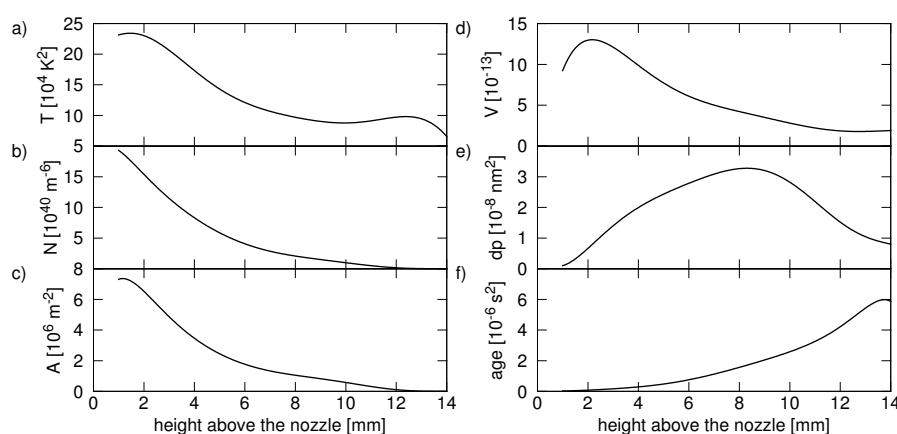 a)
T [10⁴ K²]
25
20
15
10
5
b)
N [10⁴⁰ m⁻⁶]
15
10
5
8
c)
A [10⁶ m⁻²]
6
4
2
0
0 2 4 6 8 10 12 14
height above the nozzle [mm]
d)
V [10⁻¹³]
15
10
5
0
e)
dp [10⁻⁸ nm²]
3
2
1
0
f)
age [10⁻⁶ s²]
6
4
2
0
0 2 4 6 8 10 12 14
height above the nozzle [mm]